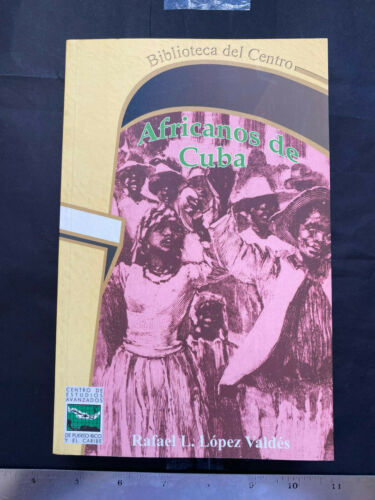 Biblioteca del Centro
Africanos de
Cuba
CENTRO DE
ESTUDIOS
AVANZADOS
DE PUERTO RICO
Y EL CARIBE
Rafael L. López Valdés
4 5 6 7 8 9 10 11